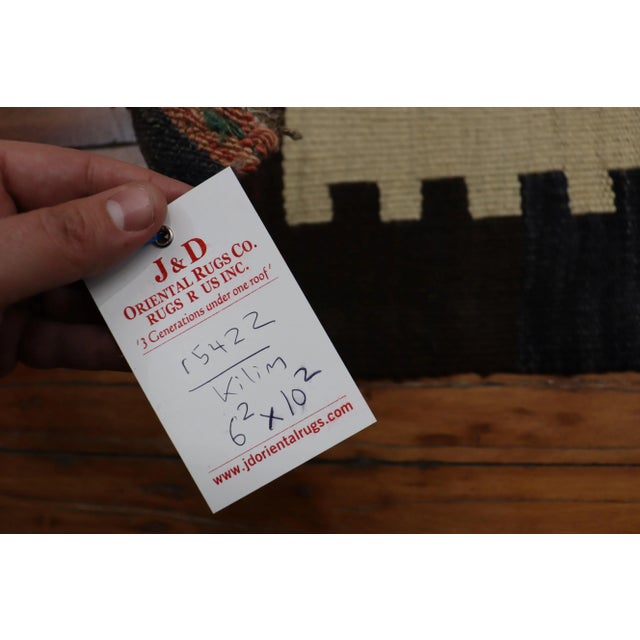 J & D
ORIENTAL RUGS CO.
RUGS R US INC.
'3 Generations under one roof'
r5422
Kilim
6² x 10²
www.jdorientalrugs.com